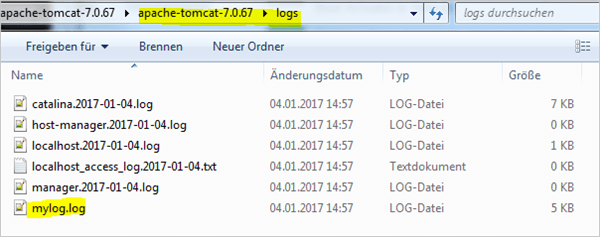 apache-tomcat-7.0.67 ▸ apache-tomcat-7.0.67 ▸ logs logs durchsuchen
Freigeben für Brennen Neuer Ordner
Name Änderungsdatum Typ Größe
catalina.2017-01-04.log 04.01.2017 14:57 LOG-Datei 7 KB
host-manager.2017-01-04.log 04.01.2017 14:57 LOG-Datei 0 KB
localhost.2017-01-04.log 04.01.2017 14:57 LOG-Datei 1 KB
localhost_access_log.2017-01-04.txt 04.01.2017 14:57 Textdokument 0 KB
manager.2017-01-04.log 04.01.2017 14:57 LOG-Datei 0 KB
mylog.log 04.01.2017 14:57 LOG-Datei 5 KB